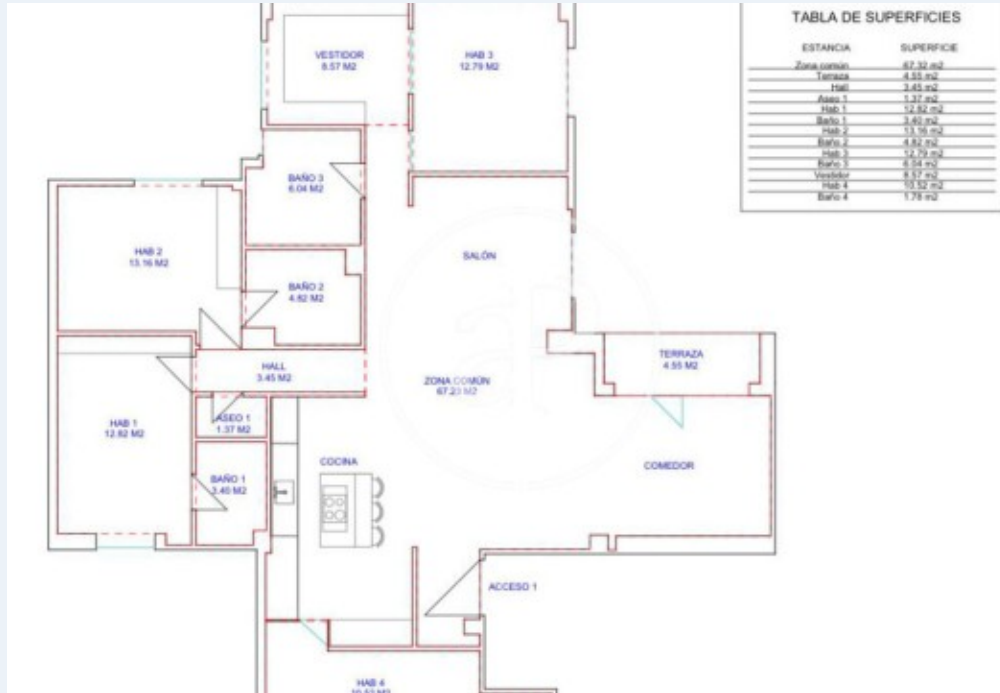 TABLA DE SUPERFICIES
ESTANCIA SUPERFICIE
Zona común 67.32 m2
Terraza 4.55 m2
Hall 3.45 m2
Aseo 1 1.37 m2
Hab 1 12.82 m2
Baño 1 3.40 m2
Hab 2 13.16 m2
Baño 2 4.82 m2
Hab 3 12.79 m2
Baño 3 6.04 m2
Vestidor 8.57 m2
Hab 4 10.52 m2
Baño 4 1.78 m2
VESTIDOR
8.57 M2
HAB 3
12.79 M2
BAÑO 3
6.04 M2
HAB 2
13.16 M2
SALÓN
BAÑO 2
4.82 M2
HALL
3.45 M2
TERRAZA
4.55 M2
ZONA COMÚN
M2
HAB 1
12.82 M2
ASEO 1
1.37 M2
COCINA
COMEDOR
BAÑO 1
3.40 M2
ACCESO 1
HAB 4
10.52 M2